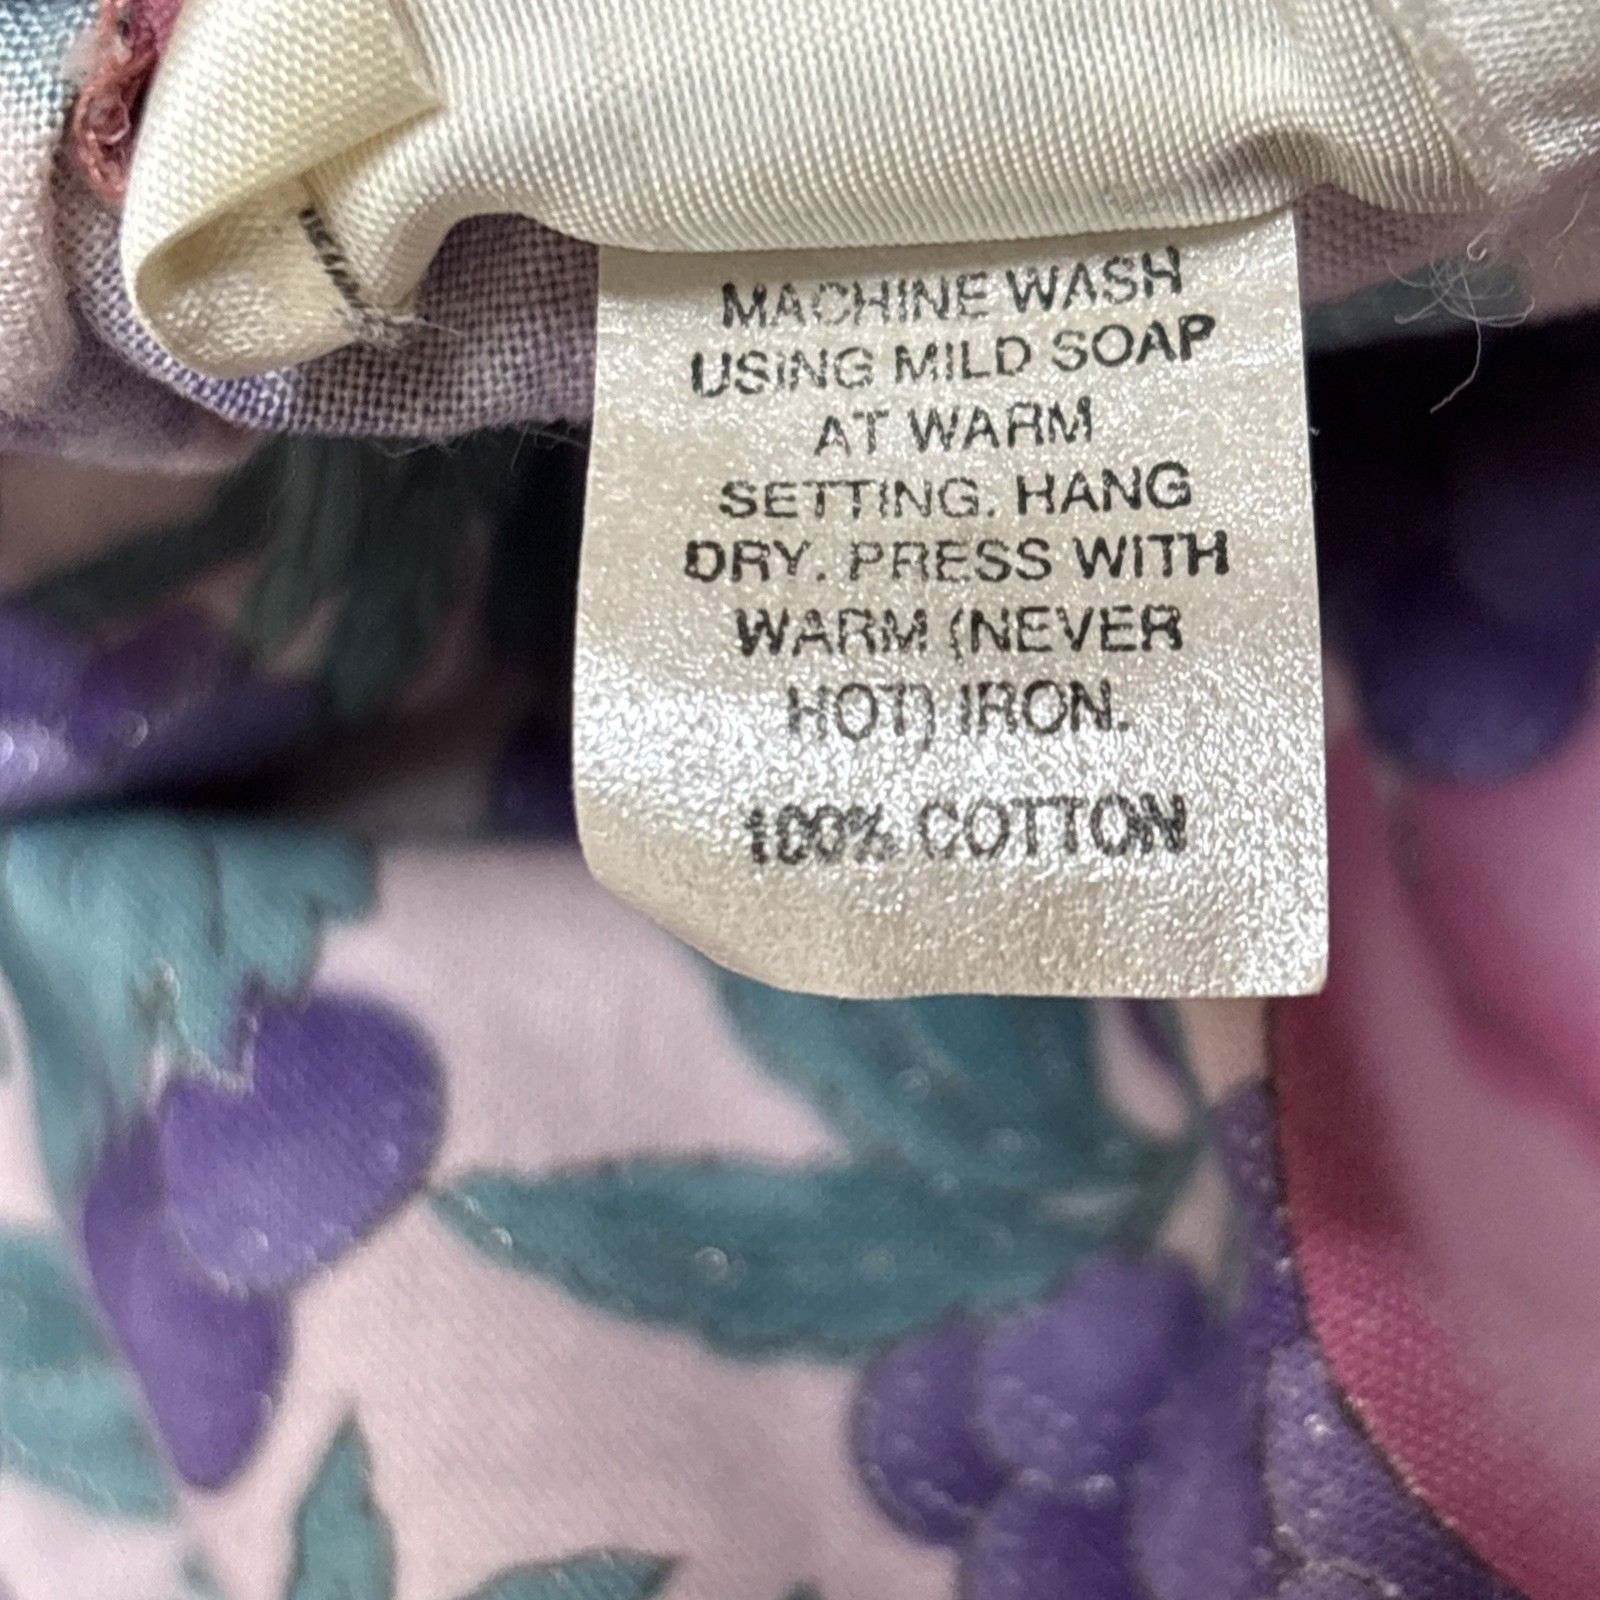 MACHINE WASH
USING MILD SOAP
AT WARM
SETTING. HANG
DRY. PRESS WITH
WARM (NEVER
HOT) IRON.
100% COTTON